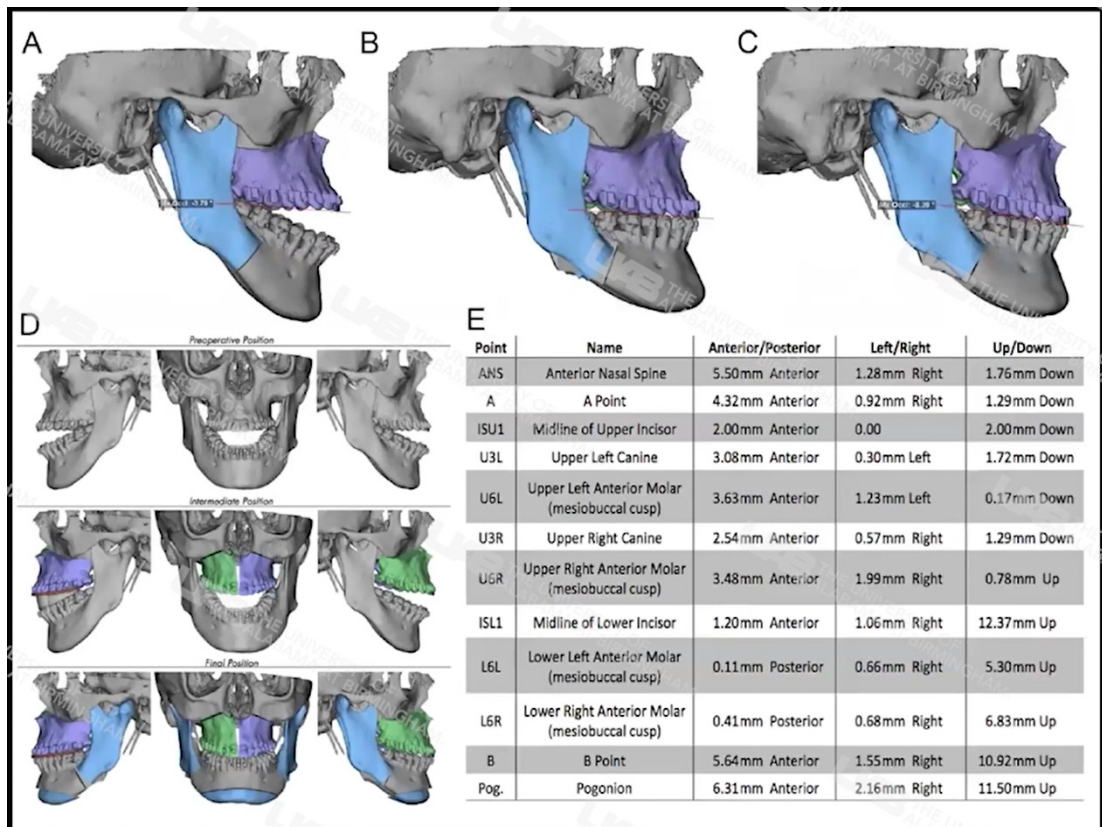 A
B
C
Mx Occl: -8.28 °
D
Preoperative Position
Intermediate Position
Final Position
E
Point Name Anterior/Posterior Left/Right Up/Down
ANS Anterior Nasal Spine 5.50mm Anterior 1.28mm Right 1.76mm Down
A A Point 4.32mm Anterior 0.92mm Right 1.29mm Down
ISU1 Midline of Upper Incisor 2.00mm Anterior 0.00 2.00mm Down
U3L Upper Left Canine 3.08mm Anterior 0.30mm Left 1.72mm Down
U6L Upper Left Anterior Molar (mesiobuccal cusp) 3.63mm Anterior 1.23mm Left 0.17mm Down
U3R Upper Right Canine 2.54mm Anterior 0.57mm Right 1.29mm Down
U6R Upper Right Anterior Molar (mesiobuccal cusp) 3.48mm Anterior 1.99mm Right 0.78mm Up
ISL1 Midline of Lower Incisor 1.20mm Anterior 1.06mm Right 12.37mm Up
L6L Lower Left Anterior Molar (mesiobuccal cusp) 0.11mm Posterior 0.66mm Right 5.30mm Up
L6R Lower Right Anterior Molar (mesiobuccal cusp) 0.41mm Posterior 0.68mm Right 6.83mm Up
B B Point 5.64mm Anterior 1.55mm Right 10.92mm Up
Pog. Pogonion 6.31mm Anterior 2.16mm Right 11.50mm Up
UAB THE UNIVERSITY OF
ALABAMA AT BIRMINGHAM